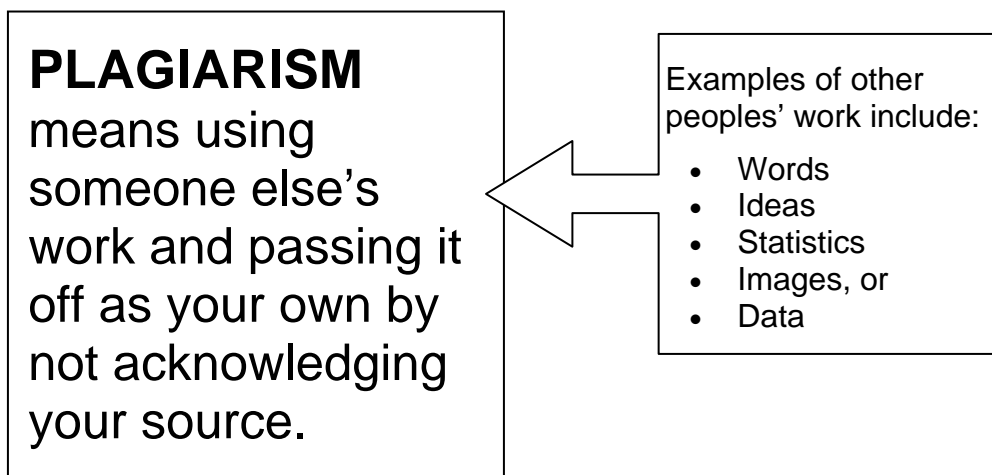 PLAGIARISM
means using
someone else’s
work and passing it
off as your own by
not acknowledging
your source.
Examples of other
peoples’ work include:
• Words
• Ideas
• Statistics
• Images, or
• Data